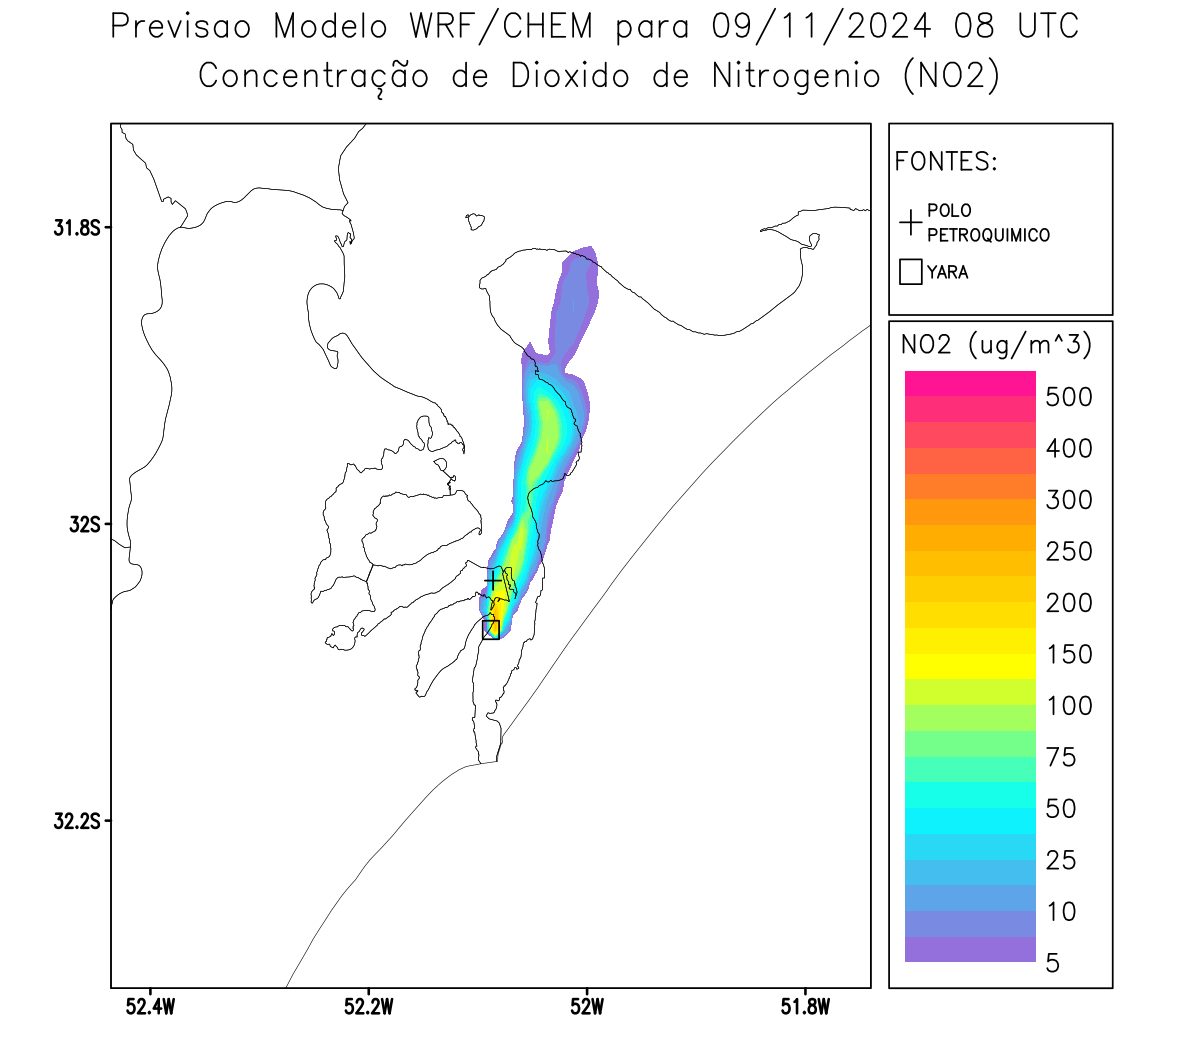 Previsao Modelo WRF/CHEM para 09/11/2024 08 UTC
Concentração de Dioxido de Nitrogenio (NO2)
FONTES:
POLO
PETROQUIMICO
YARA
NO2 (ug/m^3)
500
400
300
250
200
150
100
75
50
25
10
5
31.8S
32S
32.2S
52.4W
52.2W
52W
51.8W